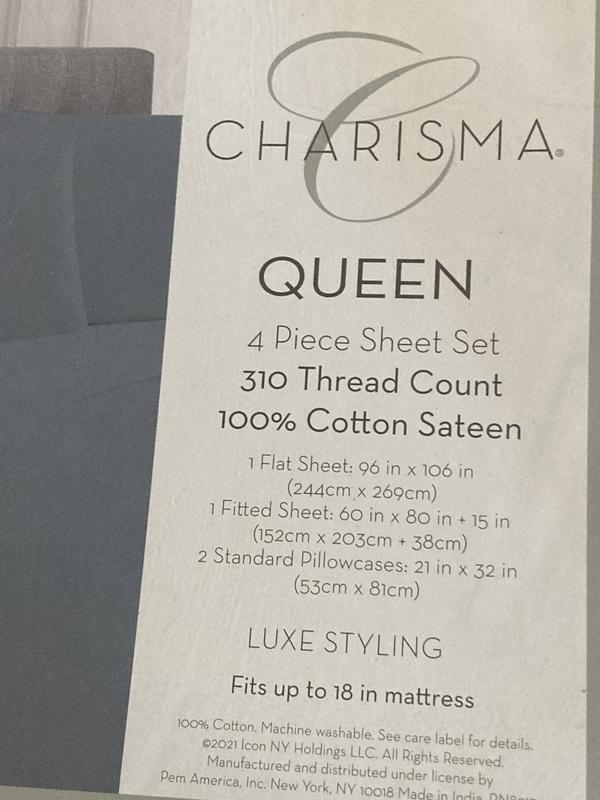 C
CHARISMA®
QUEEN
4 Piece Sheet Set
310 Thread Count
100% Cotton Sateen
1 Flat Sheet: 96 in x 106 in
(244cm x 269cm)
1 Fitted Sheet: 60 in x 80 in + 15 in
(152cm x 203cm + 38cm)
2 Standard Pillowcases: 21 in x 32 in
(53cm x 81cm)
LUXE STYLING
Fits up to 18 in mattress
100% Cotton. Machine washable. See care label for details.
©2021 Icon NY Holdings LLC. All Rights Reserved.
Manufactured and distributed under license by
Pem America, Inc. New York, NY 10018 Made in India